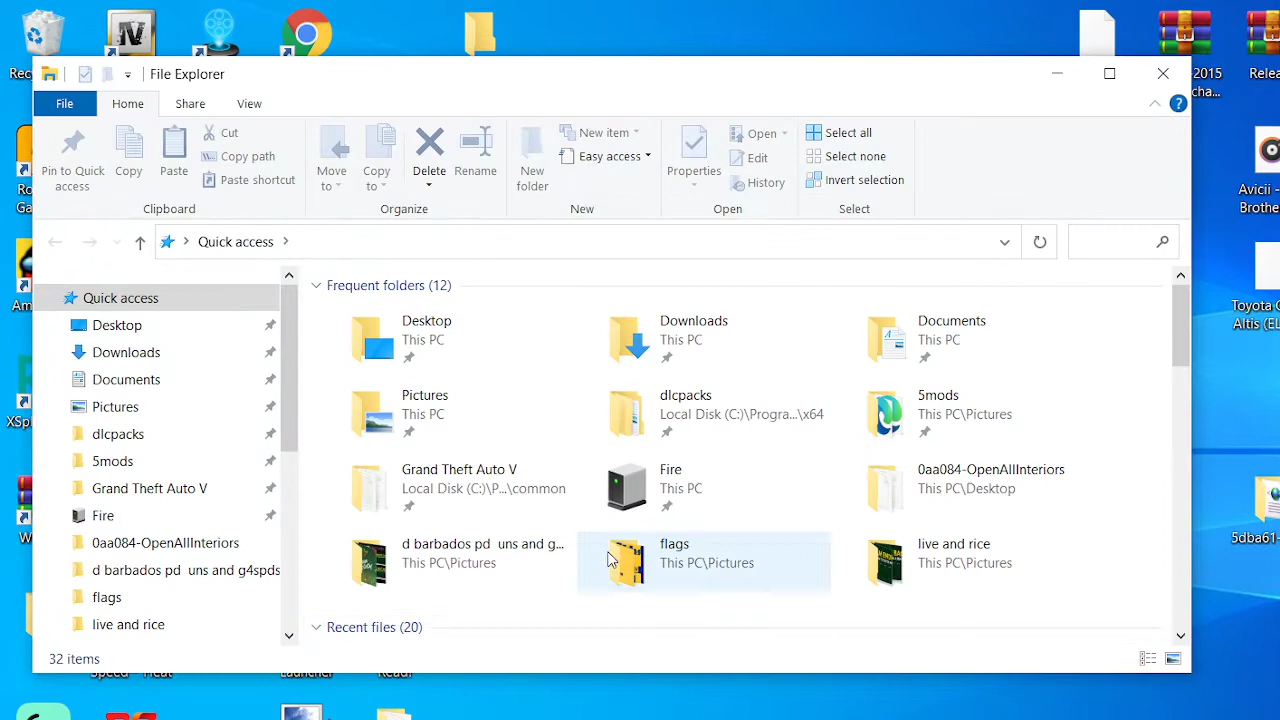 Recy
2015
Relea
cha...
File Explorer
File
Home
Share
View
Pin to Quick
access
Copy
Paste
Cut
Copy path
Paste shortcut
Clipboard
Move
to
Copy
to
Delete
Rename
Organize
New
folder
New item
Easy access
New
Properties
Open
Edit
History
Open
Select all
Select none
Invert selection
Select
Ro
Ga
Avicii -
Brothe
Quick access
Am
Toyota C
Altis (EL
XSpl
W
5dba61-
Quick access
Desktop
Downloads
Documents
Pictures
dlcpacks
5mods
Grand Theft Auto V
Fire
0aa084-OpenAllInteriors
d barbados pd uns and g4spds
flags
live and rice
Frequent folders (12)
Desktop
This PC
Downloads
This PC
Documents
This PC
Pictures
This PC
dlcpacks
Local Disk (C:)\Progra...\x64
5mods
This PC\Pictures
Grand Theft Auto V
Local Disk (C:)\P...\common
Fire
This PC
0aa084-OpenAllInteriors
This PC\Desktop
d barbados pd uns and g...
This PC\Pictures
flags
This PC\Pictures
live and rice
This PC\Pictures
Recent files (20)
32 items